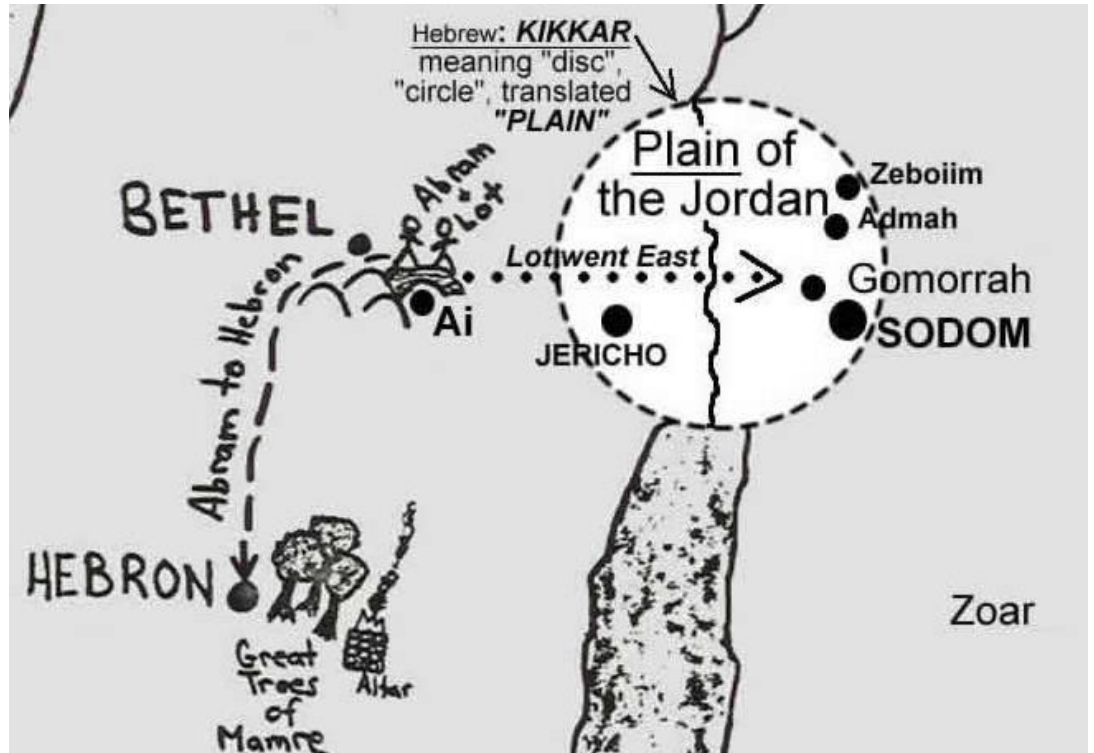 Hebrew: KIKKAR
meaning "disc",
"circle", translated
"PLAIN"
Plain of
the Jordan
Zeboiim
Admah
Abram
&
Lot
BETHEL
Lot went East
Gomorrah
SODOM
Ai
JERICHO
Abram to Hebron
HEBRON
Great
Trees
of
Mamre
Altar
Zoar